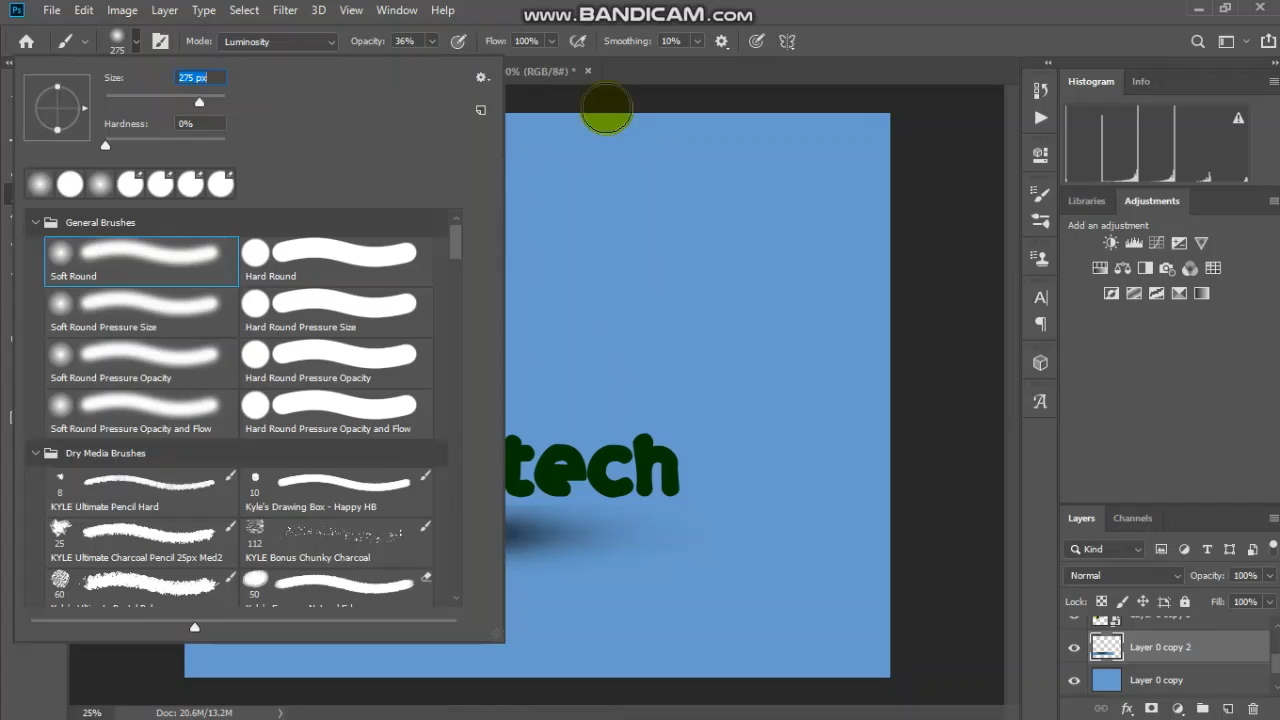 www.BANDICAM.com
Ps File Edit Image Layer Type Select Filter 3D View Window Help
275 Mode: Luminosity Opacity: 36% Flow: 100% Smoothing: 10%
0% (RGB/8#) *
Size: 275 px
Hardness: 0%
General Brushes
Soft Round Hard Round
Soft Round Pressure Size Hard Round Pressure Size
Soft Round Pressure Opacity Hard Round Pressure Opacity
Soft Round Pressure Opacity and Flow Hard Round Pressure Opacity and Flow
Dry Media Brushes
8 10
KYLE Ultimate Pencil Hard Kyle's Drawing Box - Happy HB
25 112
KYLE Ultimate Charcoal Pencil 25px Med2 KYLE Bonus Chunky Charcoal
60 50
tech
Histogram Info
Libraries Adjustments
Add an adjustment
Layers Channels
Kind
Normal Opacity: 100%
Lock: Fill: 100%
Layer 0 copy 2
Layer 0 copy
25% Doc: 20.6M/13.2M